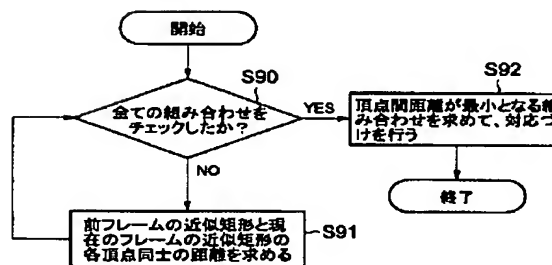 開始
S90
全ての組み合わせを
チェックしたか?
YES
NO
S92
頂点間距離が最小となる組
み合わせを求めて、対応づ
けを行う
終了
前フレームの近似矩形と現
在のフレームの近似矩形の
各頂点同士の距離を求める
S91